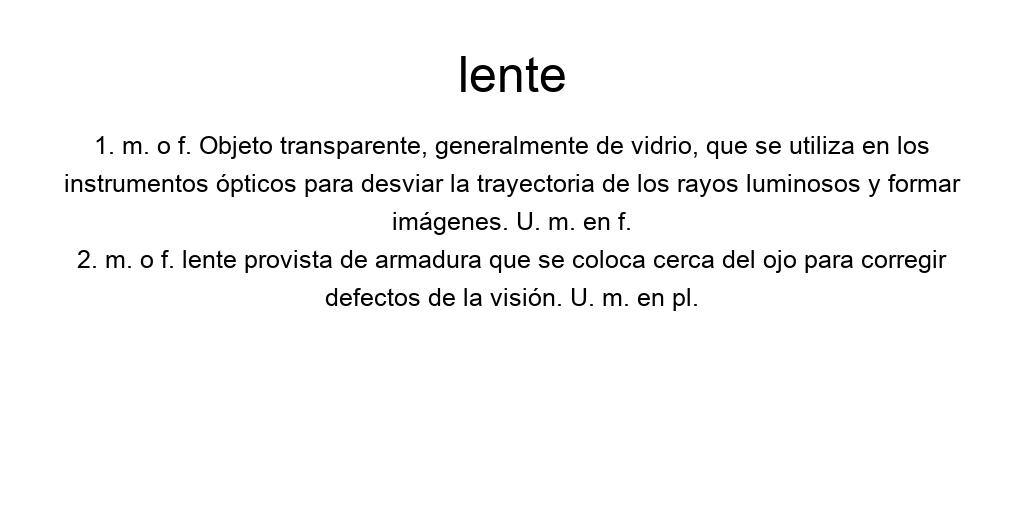 lente
1. m. o f. Objeto transparente, generalmente de vidrio, que se utiliza en los
instrumentos ópticos para desviar la trayectoria de los rayos luminosos y formar
imágenes. U. m. en f.
2. m. o f. lente provista de armadura que se coloca cerca del ojo para corregir
defectos de la visión. U. m. en pl.